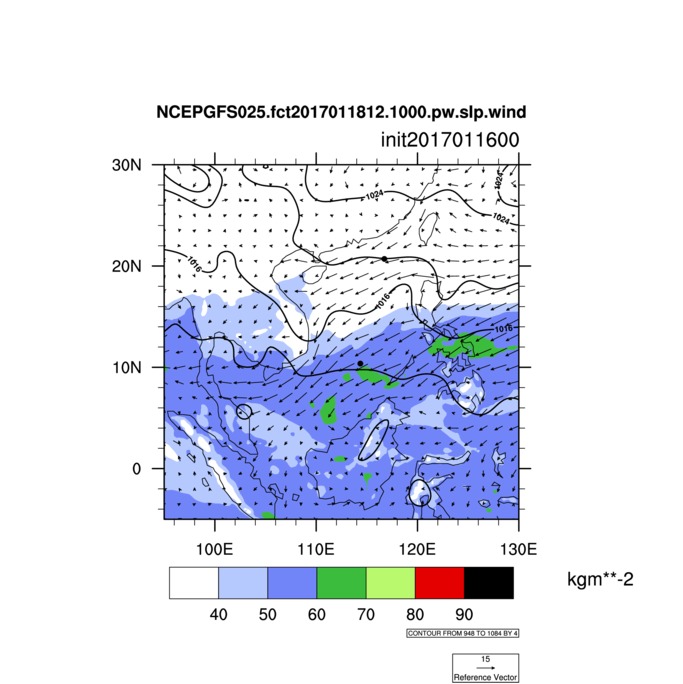 NCEPGFS025.fct2017011812.1000.pw.slp.wind
init2017011600
30N
20N
10N
0
1024
1024
1024
1016
1016
1016
100E 110E 120E 130E
40 50 60 70 80 90
kgm**-2
CONTOUR FROM 948 TO 1084 BY 4
15
Reference Vector